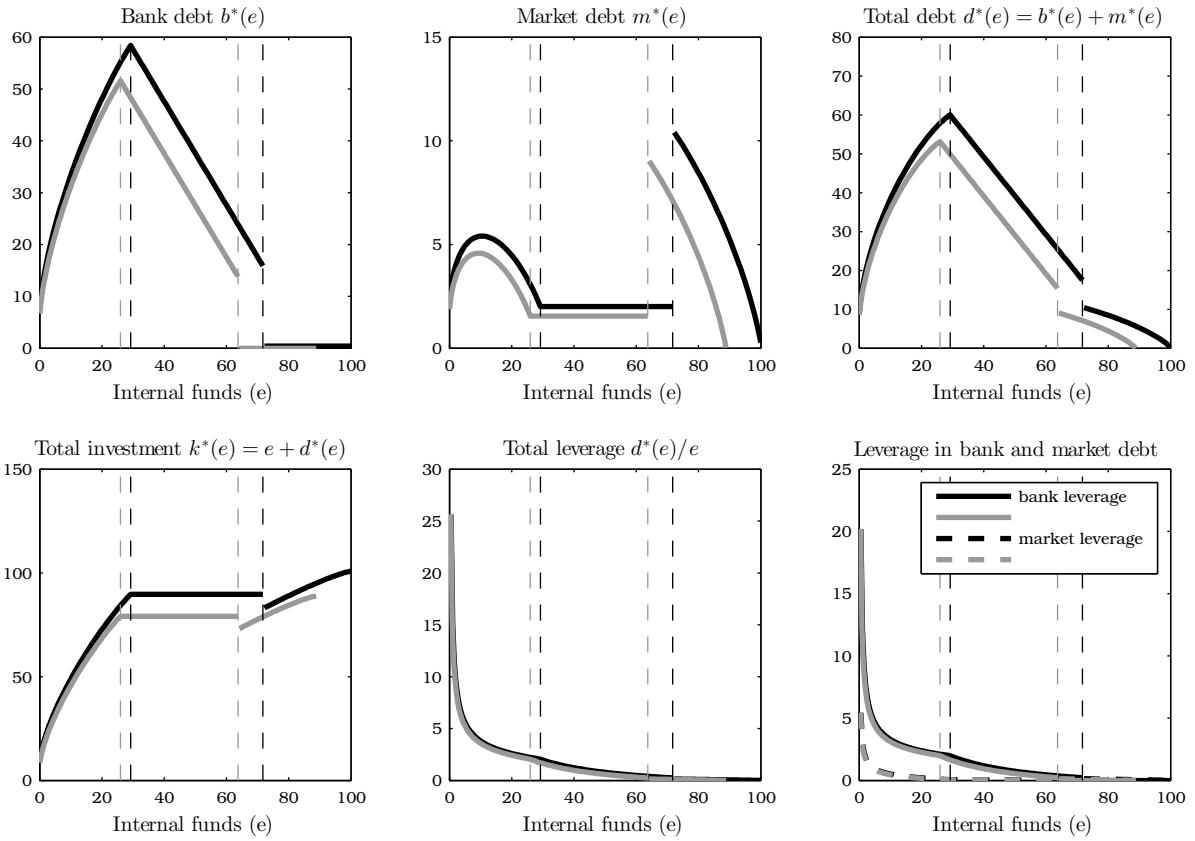 Bank debt b*(e)
60
50
40
30
20
10
0
0 20 40 60 80 100
Internal funds (e)
Market debt m*(e)
15
10
5
0
0 20 40 60 80 100
Internal funds (e)
Total debt d*(e) = b*(e) + m*(e)
80
70
60
50
40
30
20
10
0
0 20 40 60 80 100
Internal funds (e)
Total investment k*(e) = e + d*(e)
150
100
50
0
0 20 40 60 80 100
Internal funds (e)
Total leverage d*(e)/e
30
25
20
15
10
5
0
0 20 40 60 80 100
Internal funds (e)
Leverage in bank and market debt
25
20
15
10
5
0
bank leverage
market leverage
0 20 40 60 80 100
Internal funds (e)